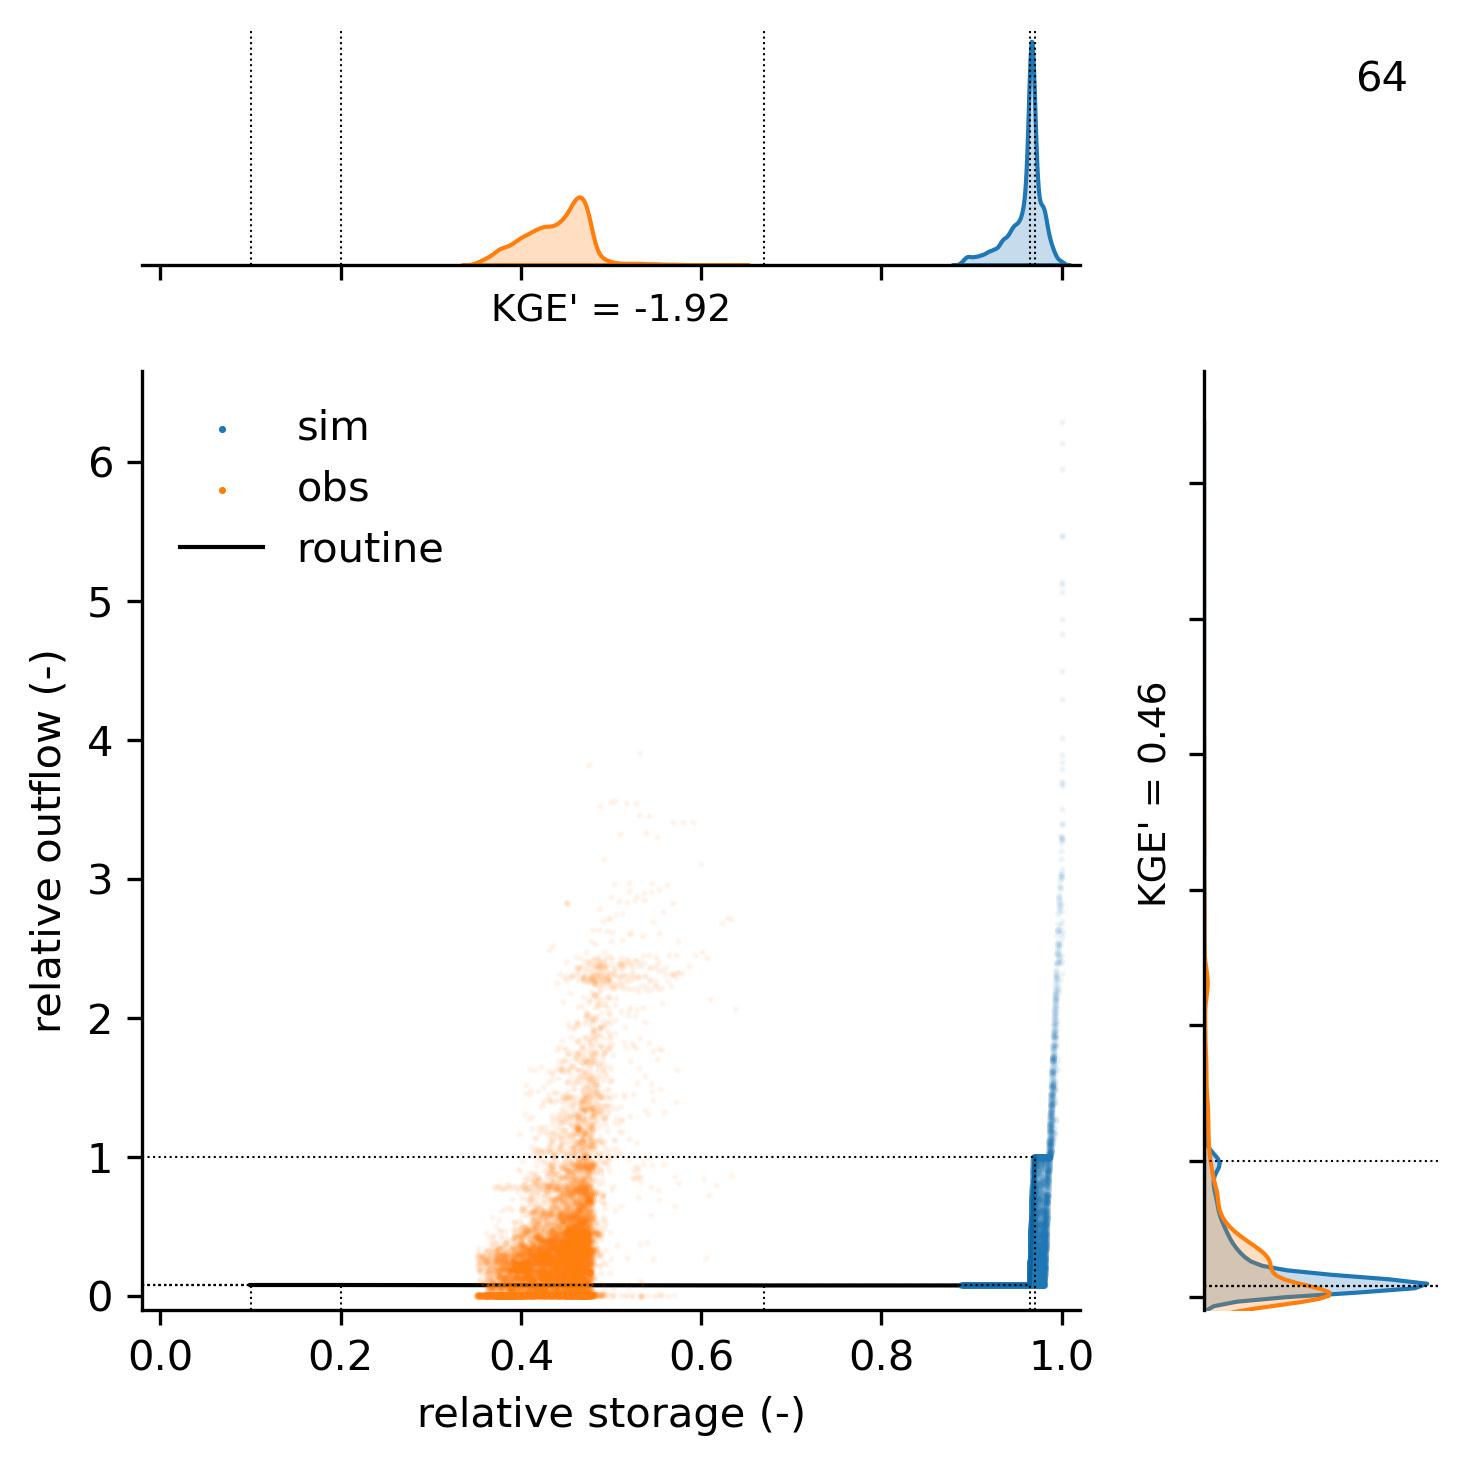 64
KGE' = -1.92
sim
obs
routine
relative outflow (-)
6
5
4
3
2
1
0
KGE' = 0.46
0.0 0.2 0.4 0.6 0.8 1.0
relative storage (-)